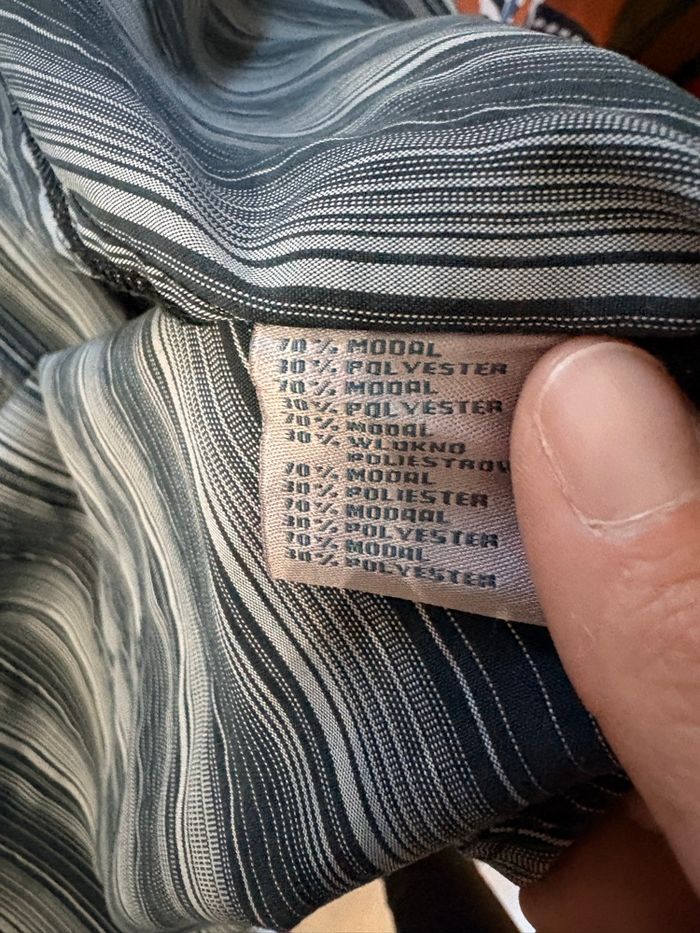 70% MODAL
30% POLYESTER
70% MODAL
30% POLYESTER
70% MODAL
30% WLOKNO
POLIESTROW
70% MODAL
30% POLIESTER
70% MODAAL
30% POLYESTER
70% MODAL
30% POLYESTER